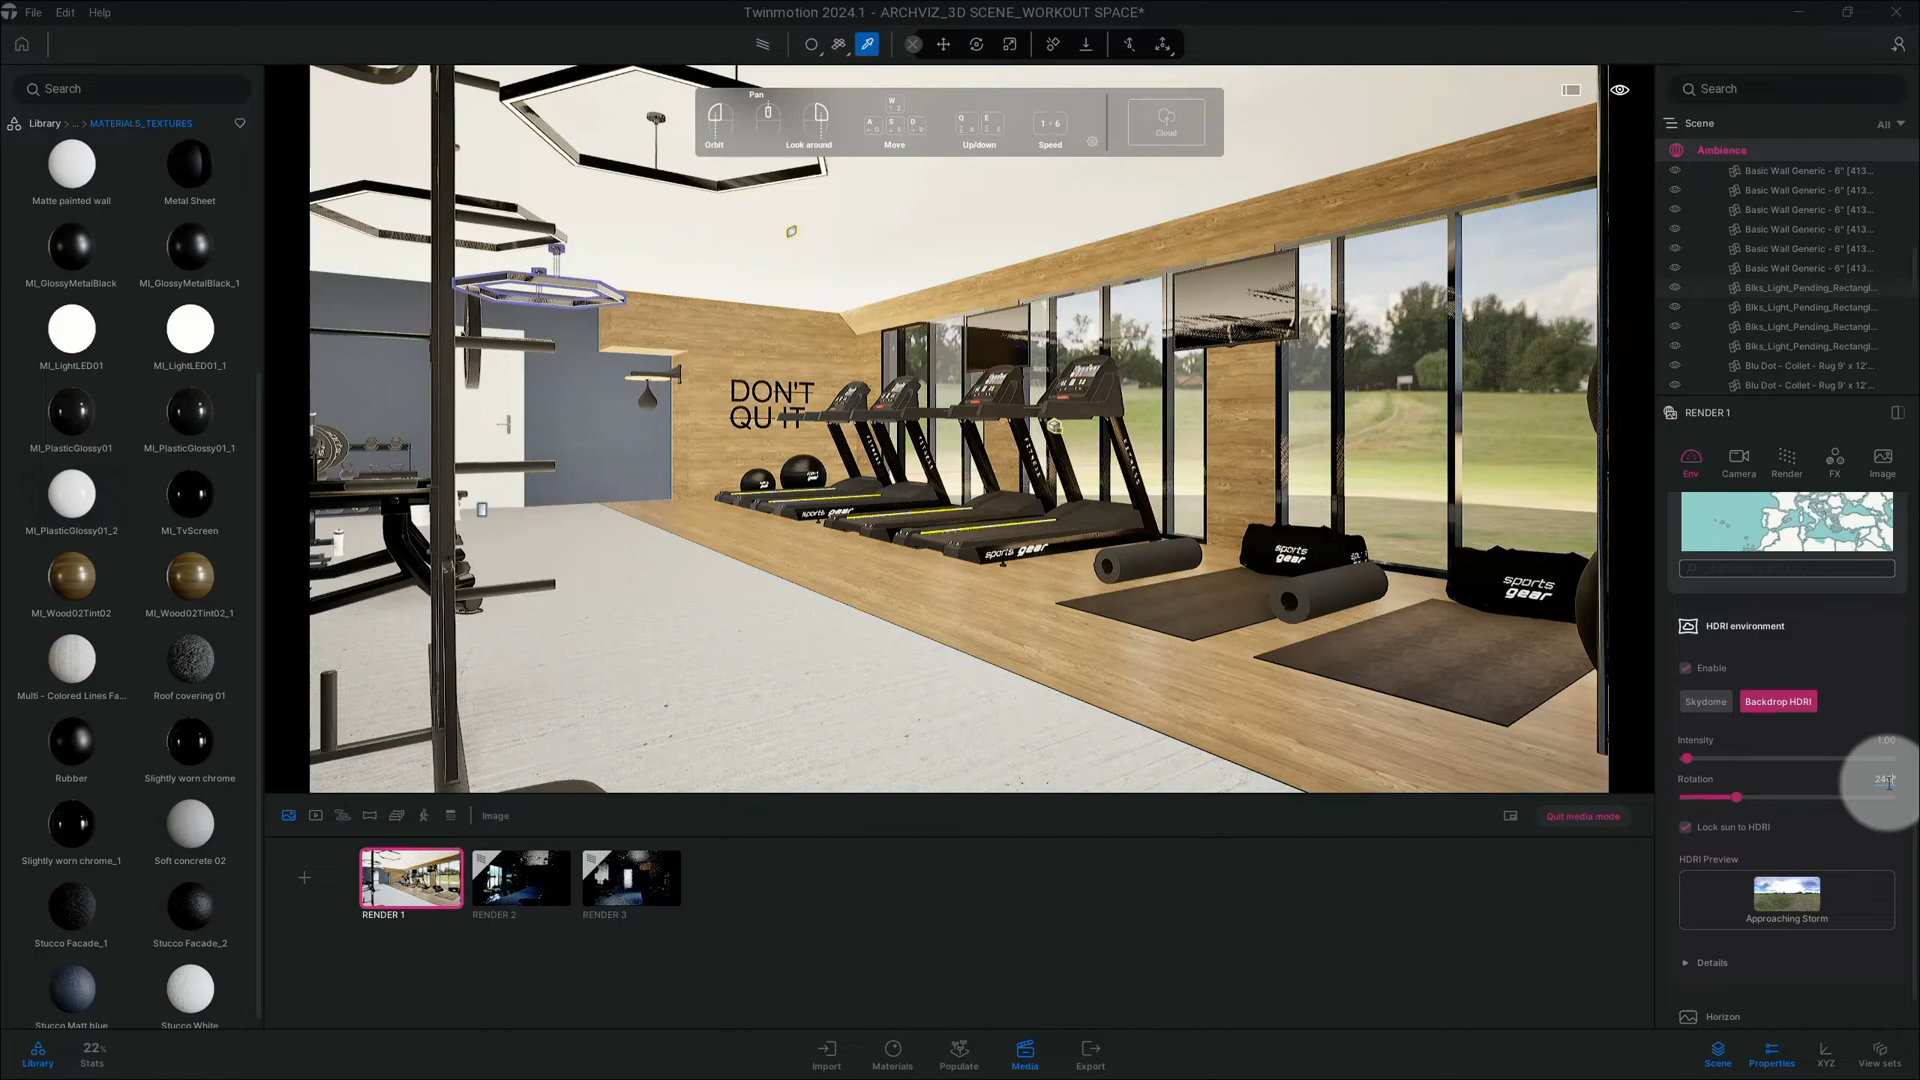 File Edit Help
Twinmotion 2024.1 - ARCHVIZ_3D SCENE_WORKOUT SPACE*
Search
Library > ... > MATERIALS_TEXTURES
Matte painted wall
Metal Sheet
MI_GlossyMetalBlack
MI_GlossyMetalBlack_1
MI_LightLED01
MI_LightLED01_1
MI_PlasticGlossy01
MI_PlasticGlossy01_1
MI_PlasticGlossy01_2
MI_TvScreen
MI_Wood02Tint02
MI_Wood02Tint02_1
Multi - Colored Lines Fa...
Roof covering 01
Rubber
Slightly worn chrome
Slightly worn chrome_1
Soft concrete 02
Stucco Facade_1
Stucco Facade_2
Stucco Matt blue
Stucco White
Pan
Orbit
Look around
W
A S D
Move
Q E
Up/down
1 - 6
Speed
Cloud
DON'T
QUIT
FITNESS
FITNESS
FITNESS
FITNESS
sports gear
sports gear
sports
gear
sports
gear
Search
Scene
All
Ambience
Basic Wall Generic - 6" [413...
Basic Wall Generic - 6" [413...
Basic Wall Generic - 6" [413...
Basic Wall Generic - 6" [413...
Basic Wall Generic - 6" [413...
Basic Wall Generic - 6" [413...
Blks_Light_Pending_Rectangl...
Blks_Light_Pending_Rectangl...
Blks_Light_Pending_Rectangl...
Blks_Light_Pending_Rectangl...
Blu Dot - Collet - Rug 9' x 12'...
Blu Dot - Collet - Rug 9' x 12'...
RENDER 1
Env Camera Render FX Image
HDRI environment
Enable
Skydome
Backdrop HDRI
Intensity
1.00
Rotation
Lock sun to HDRI
HDRI Preview
Approaching Storm
Details
Horizon
Image
Quit media mode
RENDER 1
RENDER 2
RENDER 3
Library
22%
Stats
Import
Materials
Populate
Media
Export
Scene
Properties
XYZ
View sets